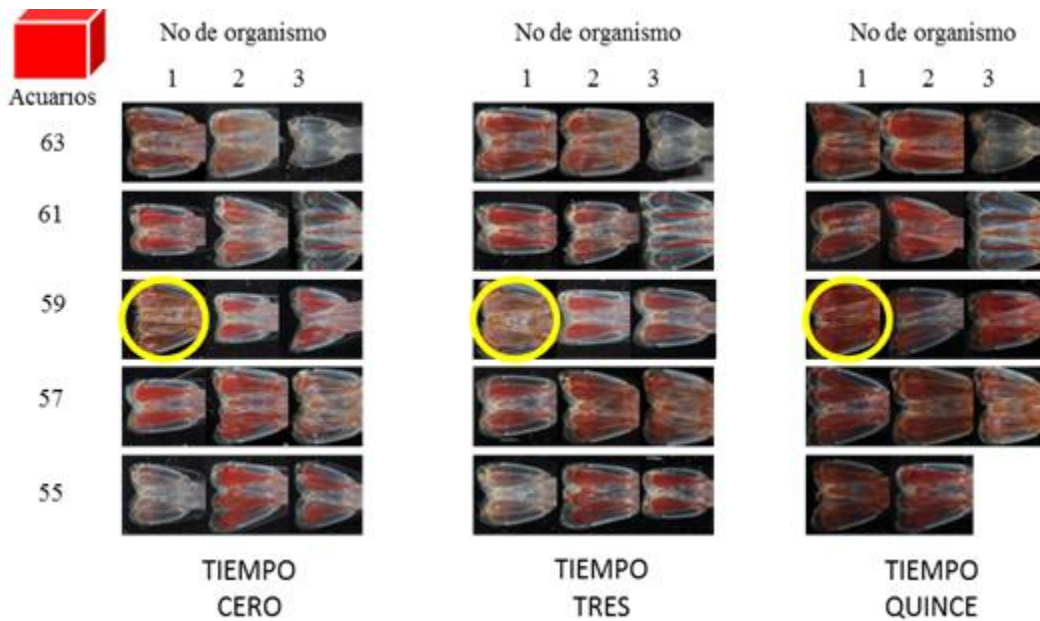 No de organismo
No de organismo
No de organismo
1 2 3
1 2 3
1 2 3
Acuarios
63
61
59
57
55
TIEMPO
CERO
TIEMPO
TRES
TIEMPO
QUINCE